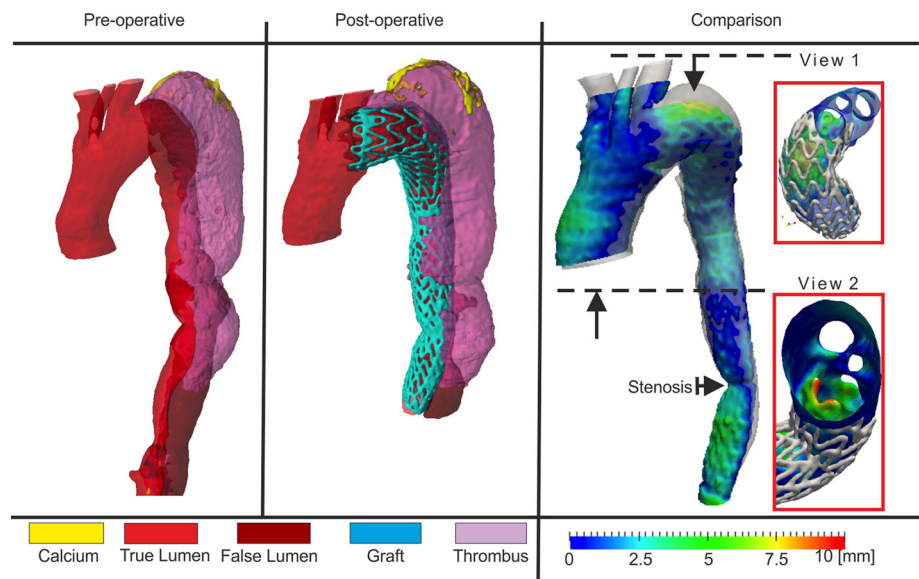 Pre-operative
Post-operative
Comparison
View 1
View 2
Stenosis
Calcium
True Lumen
False Lumen
Graft
Thrombus
0 2.5 5 7.5 10 [mm]